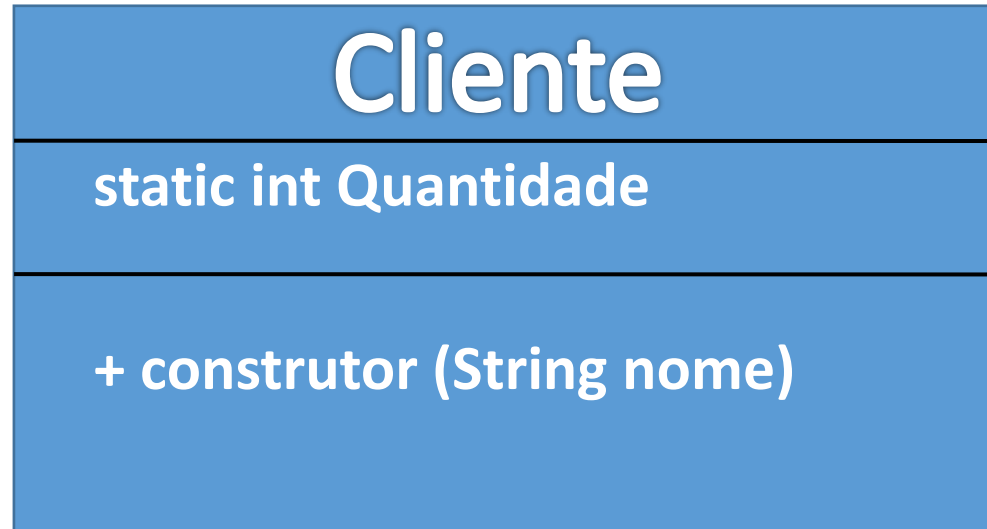 Cliente
static int Quantidade
+ construtor (String nome)